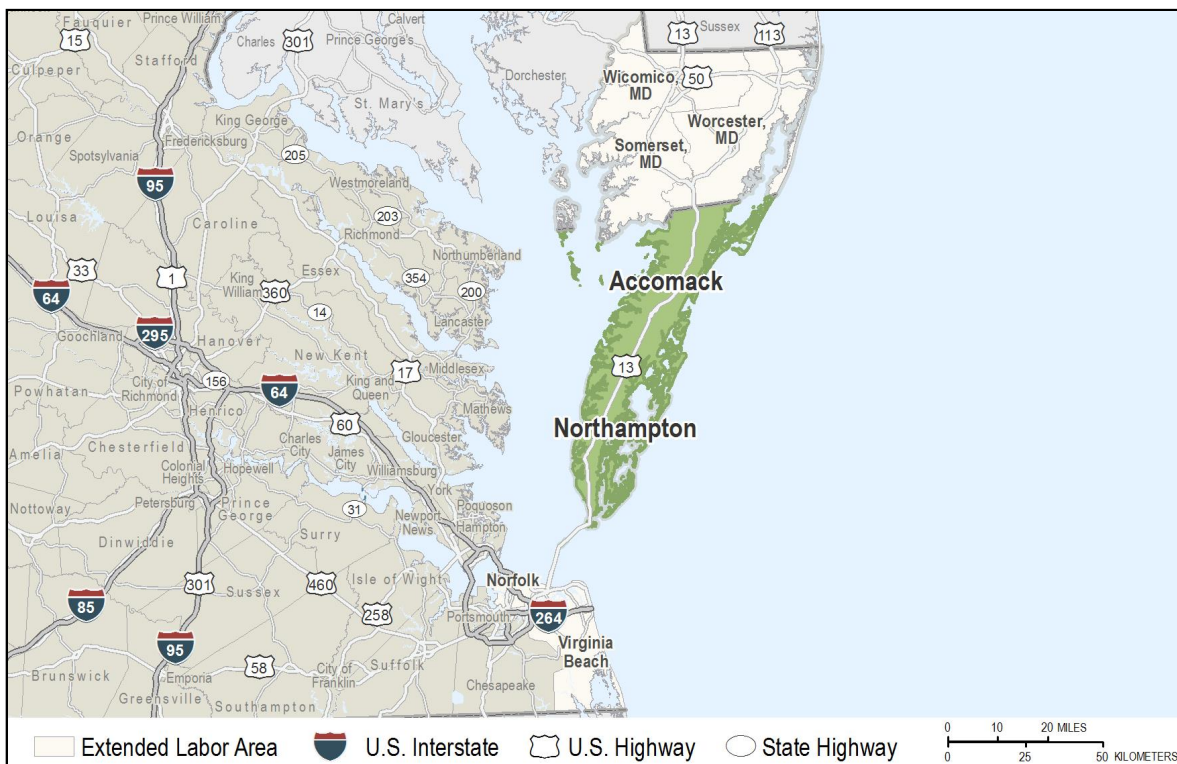 Fauquier
Prince William
Calvert
15
Charles
301
Prince George's
13
Sussex
113
Stafford
Culpeper
Dorchester
Wicomico,
MD
50
St. Mary's
King George
Worcester,
MD
Orange
Fredericksburg
Somerset,
MD
Spotsylvania
205
95
Westmoreland
Caroline
203
Louisa
Richmond
Northumberland
33
1
King
William
Essex
354
Accomack
64
360
200
14
Lancaster
295
Hanover
Goochland
New Kent
13
Middlesex
City of
Richmond
156
64
King and
Queen
17
Powhatan
Henrico
Mathews
60
Northampton
Charles
City
James
City
Gloucester
Chesterfield
Amelia
Colonial
Heights
Hopewell
Williamsburg
York
Petersburg
Prince
George
31
Poquoson
Nottoway
Newport
News
Hampton
Dinwiddie
Surry
301
Sussex
460
Isle of Wight
Norfolk
85
258
Portsmouth
264
95
Virginia
Beach
58
City of
Franklin
Suffolk
Brunswick
Emporia
Chesapeake
Greensville
Southampton
Extended Labor Area
U.S. Interstate
U.S. Highway
State Highway
0 10 20 MILES
0 25 50 KILOMETERS